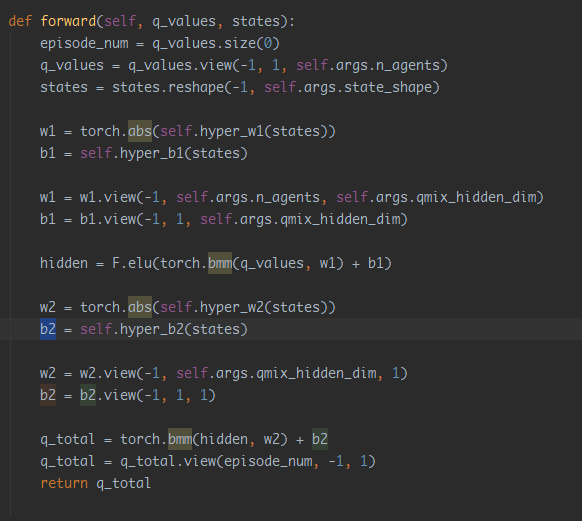 def forward(self, q_values, states):
    episode_num = q_values.size(0)
    q_values = q_values.view(-1, 1, self.args.n_agents)
    states = states.reshape(-1, self.args.state_shape)

    w1 = torch.abs(self.hyper_w1(states))
    b1 = self.hyper_b1(states)

    w1 = w1.view(-1, self.args.n_agents, self.args.qmix_hidden_dim)
    b1 = b1.view(-1, 1, self.args.qmix_hidden_dim)

    hidden = F.elu(torch.bmm(q_values, w1) + b1)

    w2 = torch.abs(self.hyper_w2(states))
    b2 = self.hyper_b2(states)

    w2 = w2.view(-1, self.args.qmix_hidden_dim, 1)
    b2 = b2.view(-1, 1, 1)

    q_total = torch.bmm(hidden, w2) + b2
    q_total = q_total.view(episode_num, -1, 1)
    return q_total